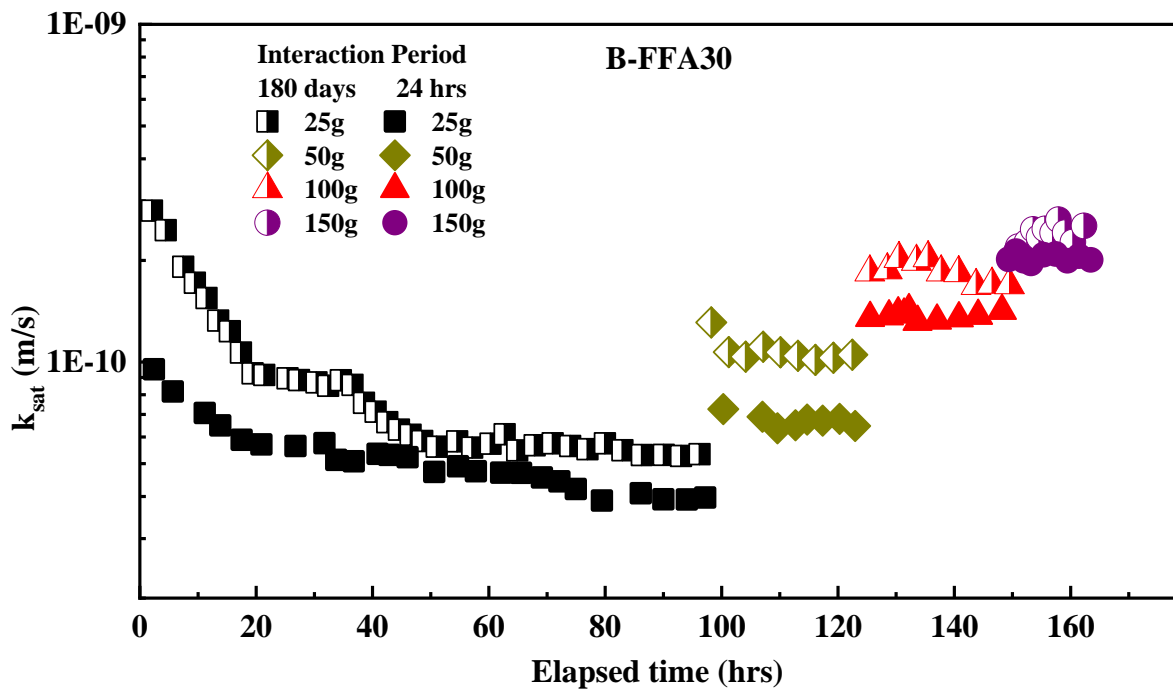 1E-09
Interaction Period
B-FFA30
180 days 24 hrs
25g 25g
50g 50g
100g 100g
150g 150g
1E-10
k_sat (m/s)
0 20 40 60 80 100 120 140 160
Elapsed time (hrs)